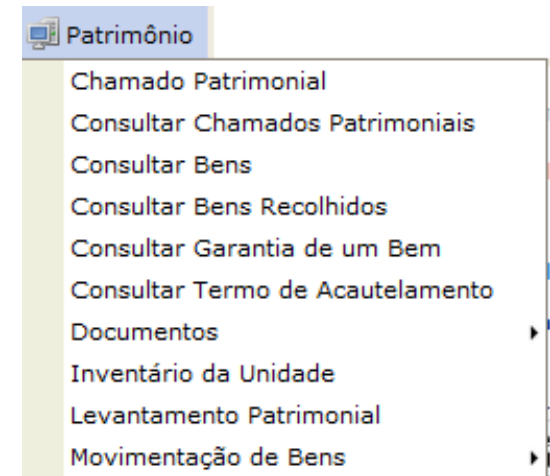 Patrimônio
Chamado Patrimonial
Consultar Chamados Patrimoniais
Consultar Bens
Consultar Bens Recolhidos
Consultar Garantia de um Bem
Consultar Termo de Acautelamento
Documentos
Inventário da Unidade
Levantamento Patrimonial
Movimentação de Bens